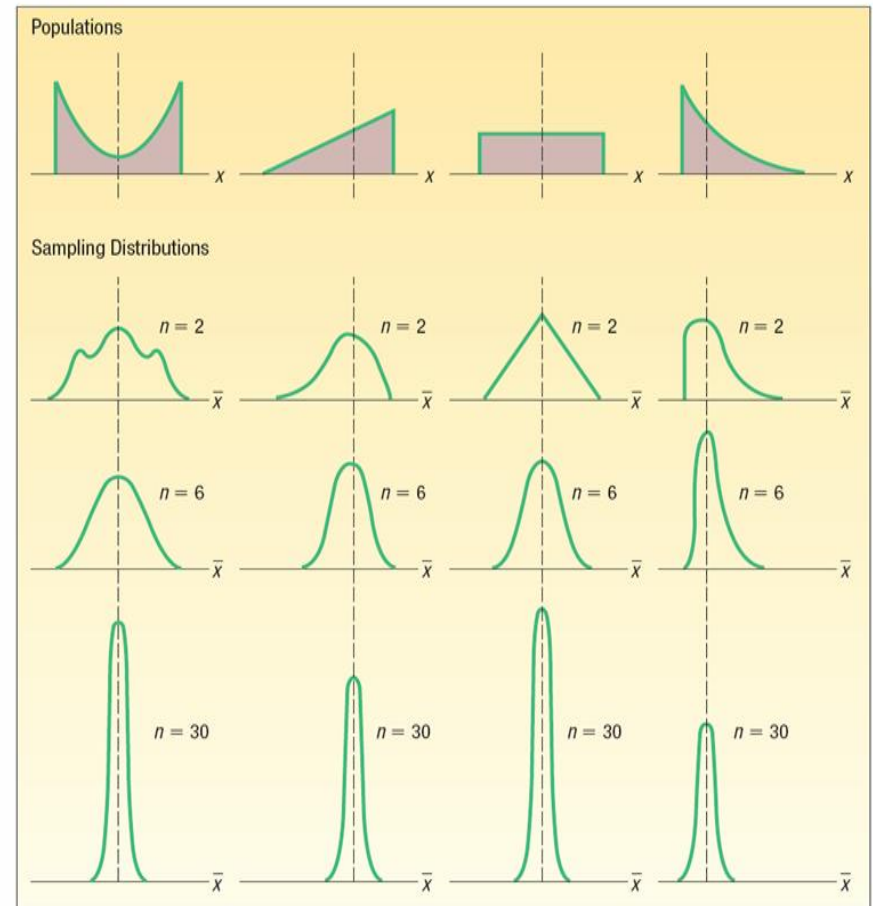 Populations
x x x x
Sampling Distributions
n = 2 n = 2 n = 2 n = 2
x̄ x̄ x̄ x̄
n = 6 n = 6 n = 6 n = 6
x̄ x̄ x̄ x̄
n = 30 n = 30 n = 30 n = 30
x̄ x̄ x̄ x̄